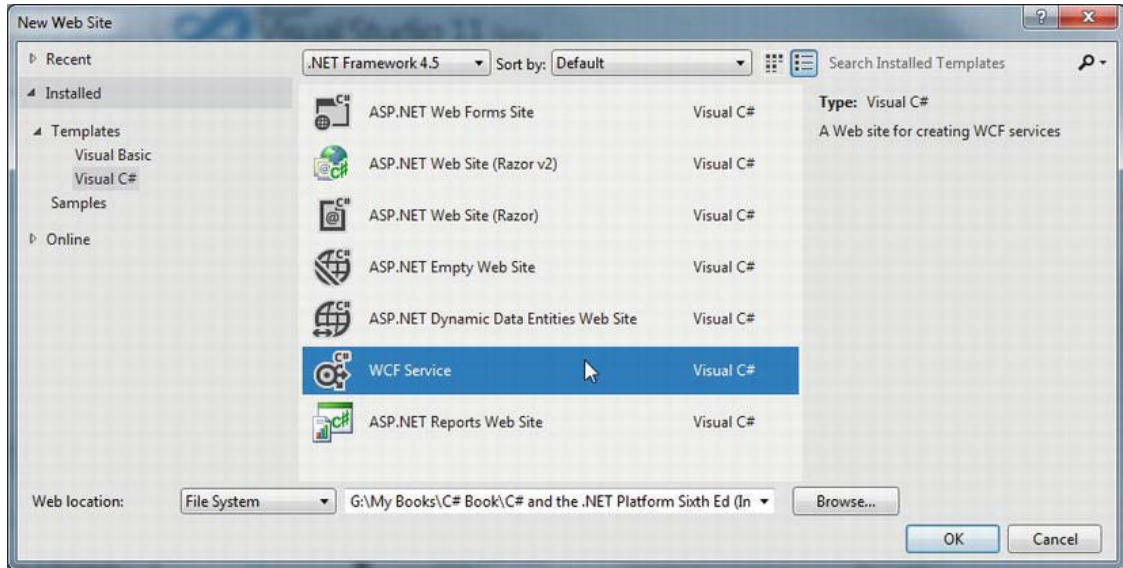 New Web Site
Visual Studio 11
Recent
.NET Framework 4.5 Sort by: Default Search Installed Templates
Installed
Templates
Visual Basic
Visual C#
Samples
Online
ASP.NET Web Forms Site Visual C#
ASP.NET Web Site (Razor v2) Visual C#
ASP.NET Web Site (Razor) Visual C#
ASP.NET Empty Web Site Visual C#
ASP.NET Dynamic Data Entities Web Site Visual C#
WCF Service Visual C#
ASP.NET Reports Web Site Visual C#
Type: Visual C#
A Web site for creating WCF services
Web location: File System G:\My Books\C# Book\C# and the .NET Platform Sixth Ed (In Browse...
OK Cancel